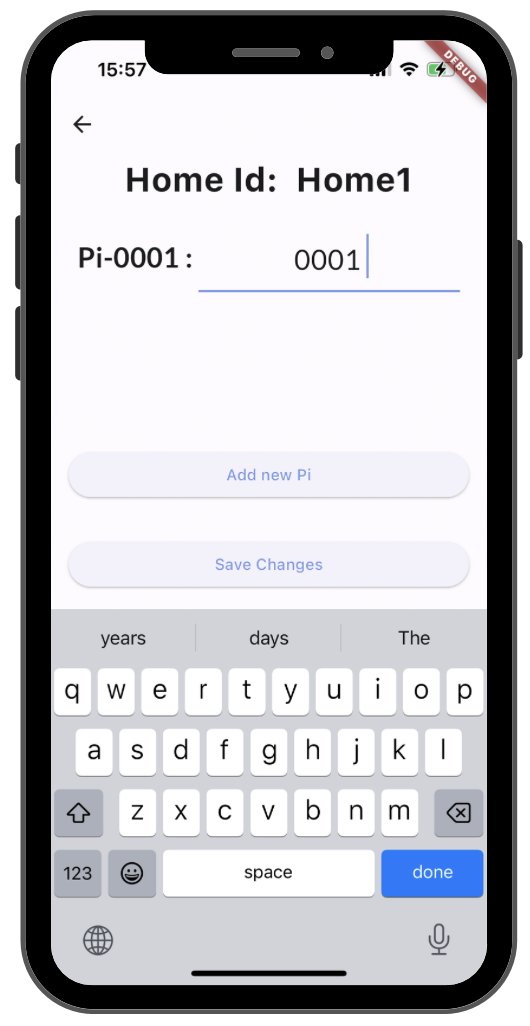 15:57
DEBUG
Home Id: Home1
Pi-0001 : 0001
Add new Pi
Save Changes
years days The
q w e r t y u i o p
a s d f g h j k l
z x c v b n m
123 space done